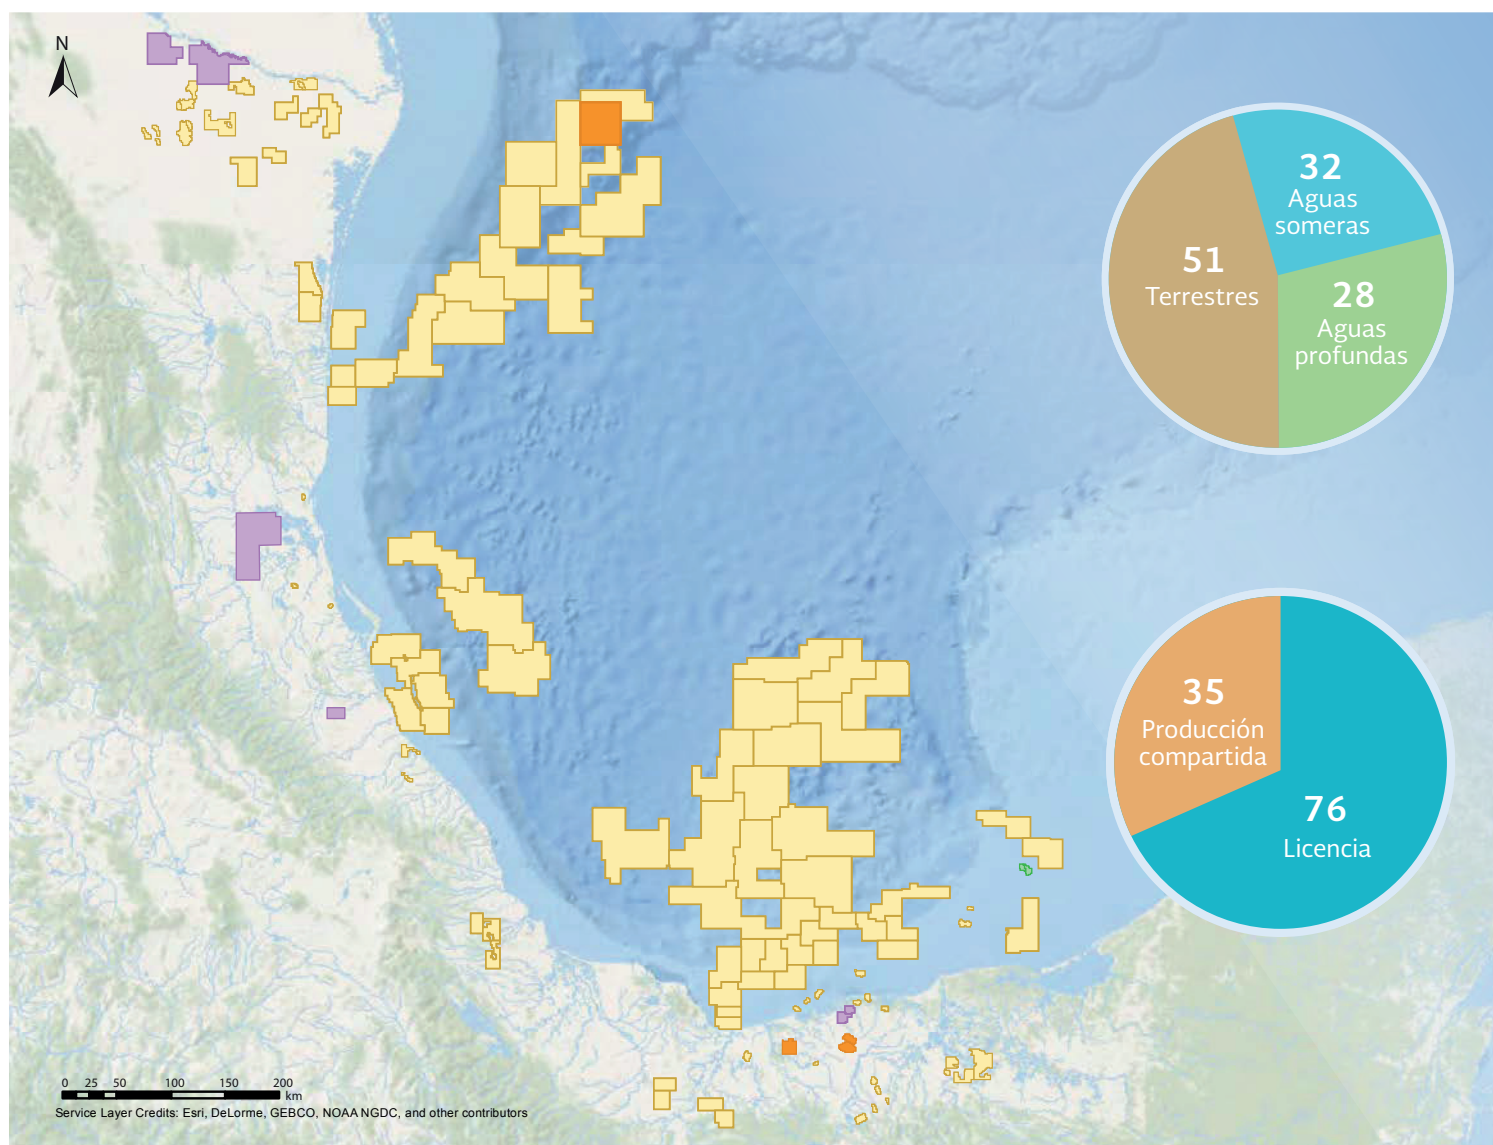 N
32
Aguas
someras
51
Terrestres
28
Aguas
profundas
35
Producción
compartida
76
Licencia
0 25 50 100 150 200
km
Service Layer Credits: Esri, DeLorme, GEBCO, NOAA NGDC, and other contributors